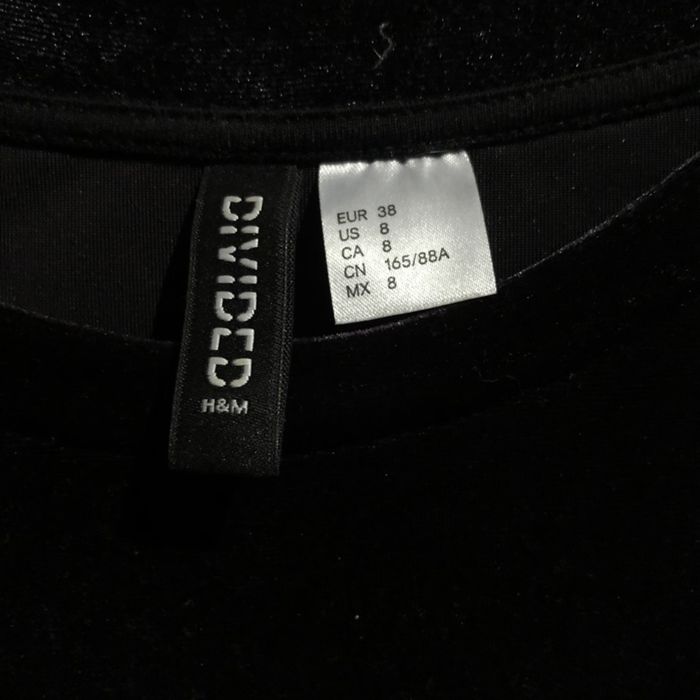 DIVIDED
H&M
EUR 38
US 8
CA 8
CN 165/88A
MX 8